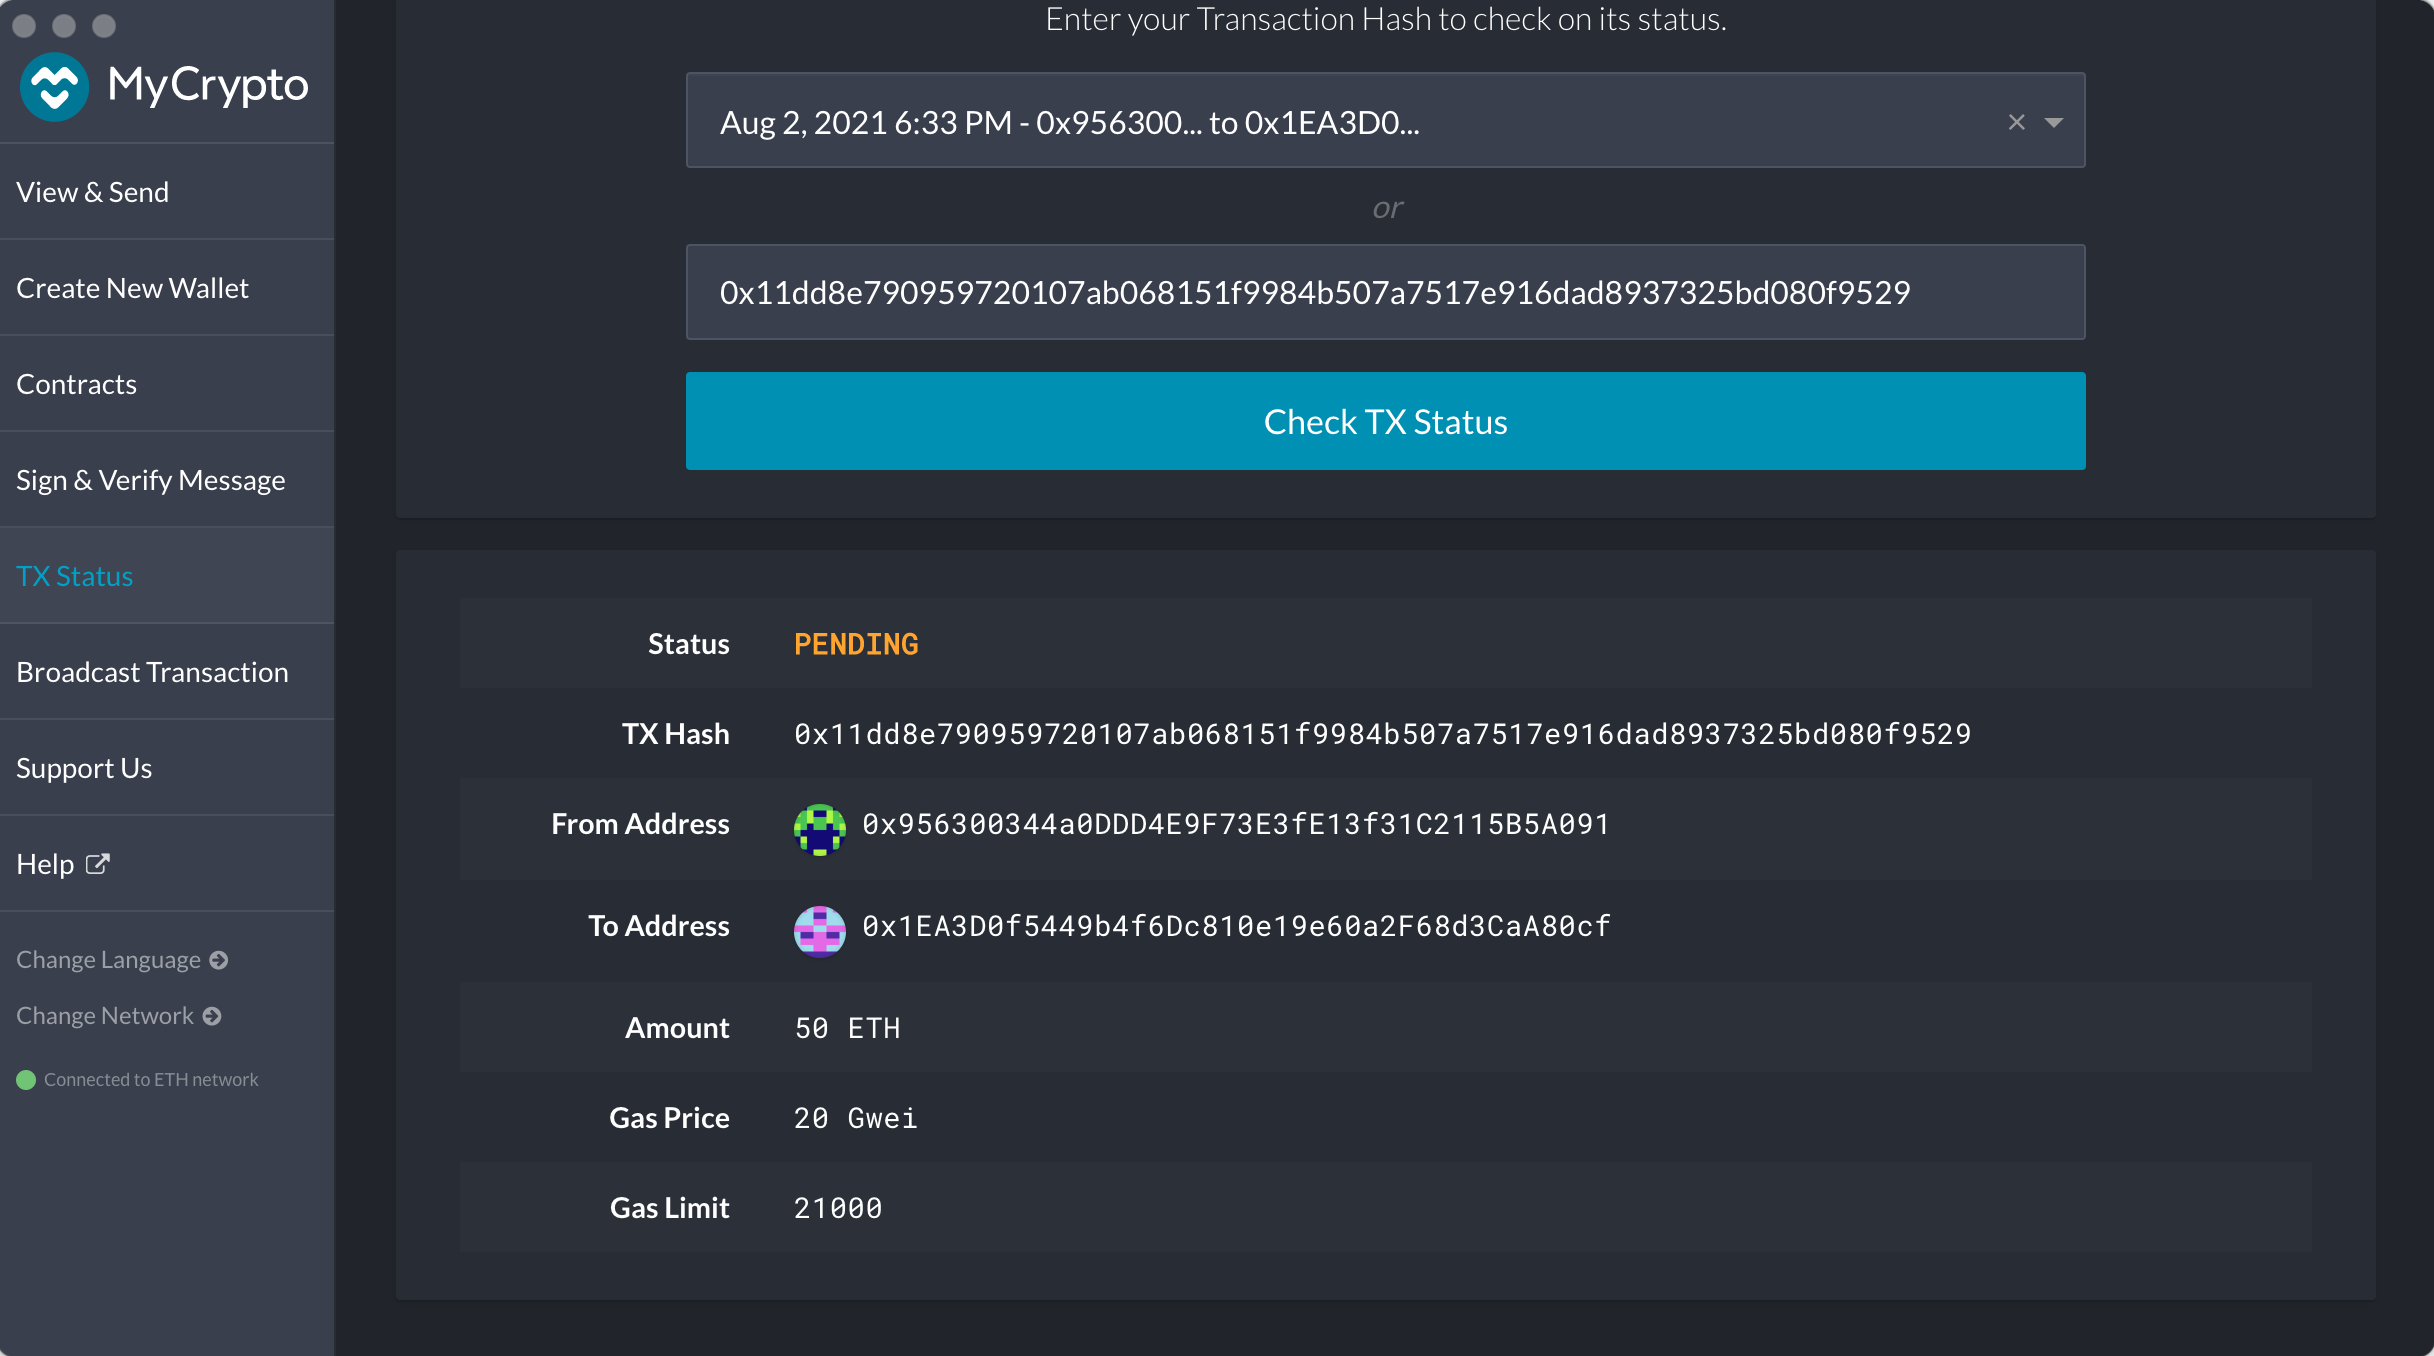 MyCrypto
View & Send
Create New Wallet
Contracts
Sign & Verify Message
TX Status
Broadcast Transaction
Support Us
Help
Change Language
Change Network
Connected to ETH network
Enter your Transaction Hash to check on its status.
Aug 2, 2021 6:33 PM - 0x956300... to 0x1EA3D0...
or
0x11dd8e790959720107ab068151f9984b507a7517e916dad8937325bd080f9529
Check TX Status
Status PENDING
TX Hash 0x11dd8e790959720107ab068151f9984b507a7517e916dad8937325bd080f9529
From Address 0x956300344a0DDD4E9F73E3fE13f31C2115B5A091
To Address 0x1EA3D0f5449b4f6Dc810e19e60a2F68d3CaA80cf
Amount 50 ETH
Gas Price 20 Gwei
Gas Limit 21000